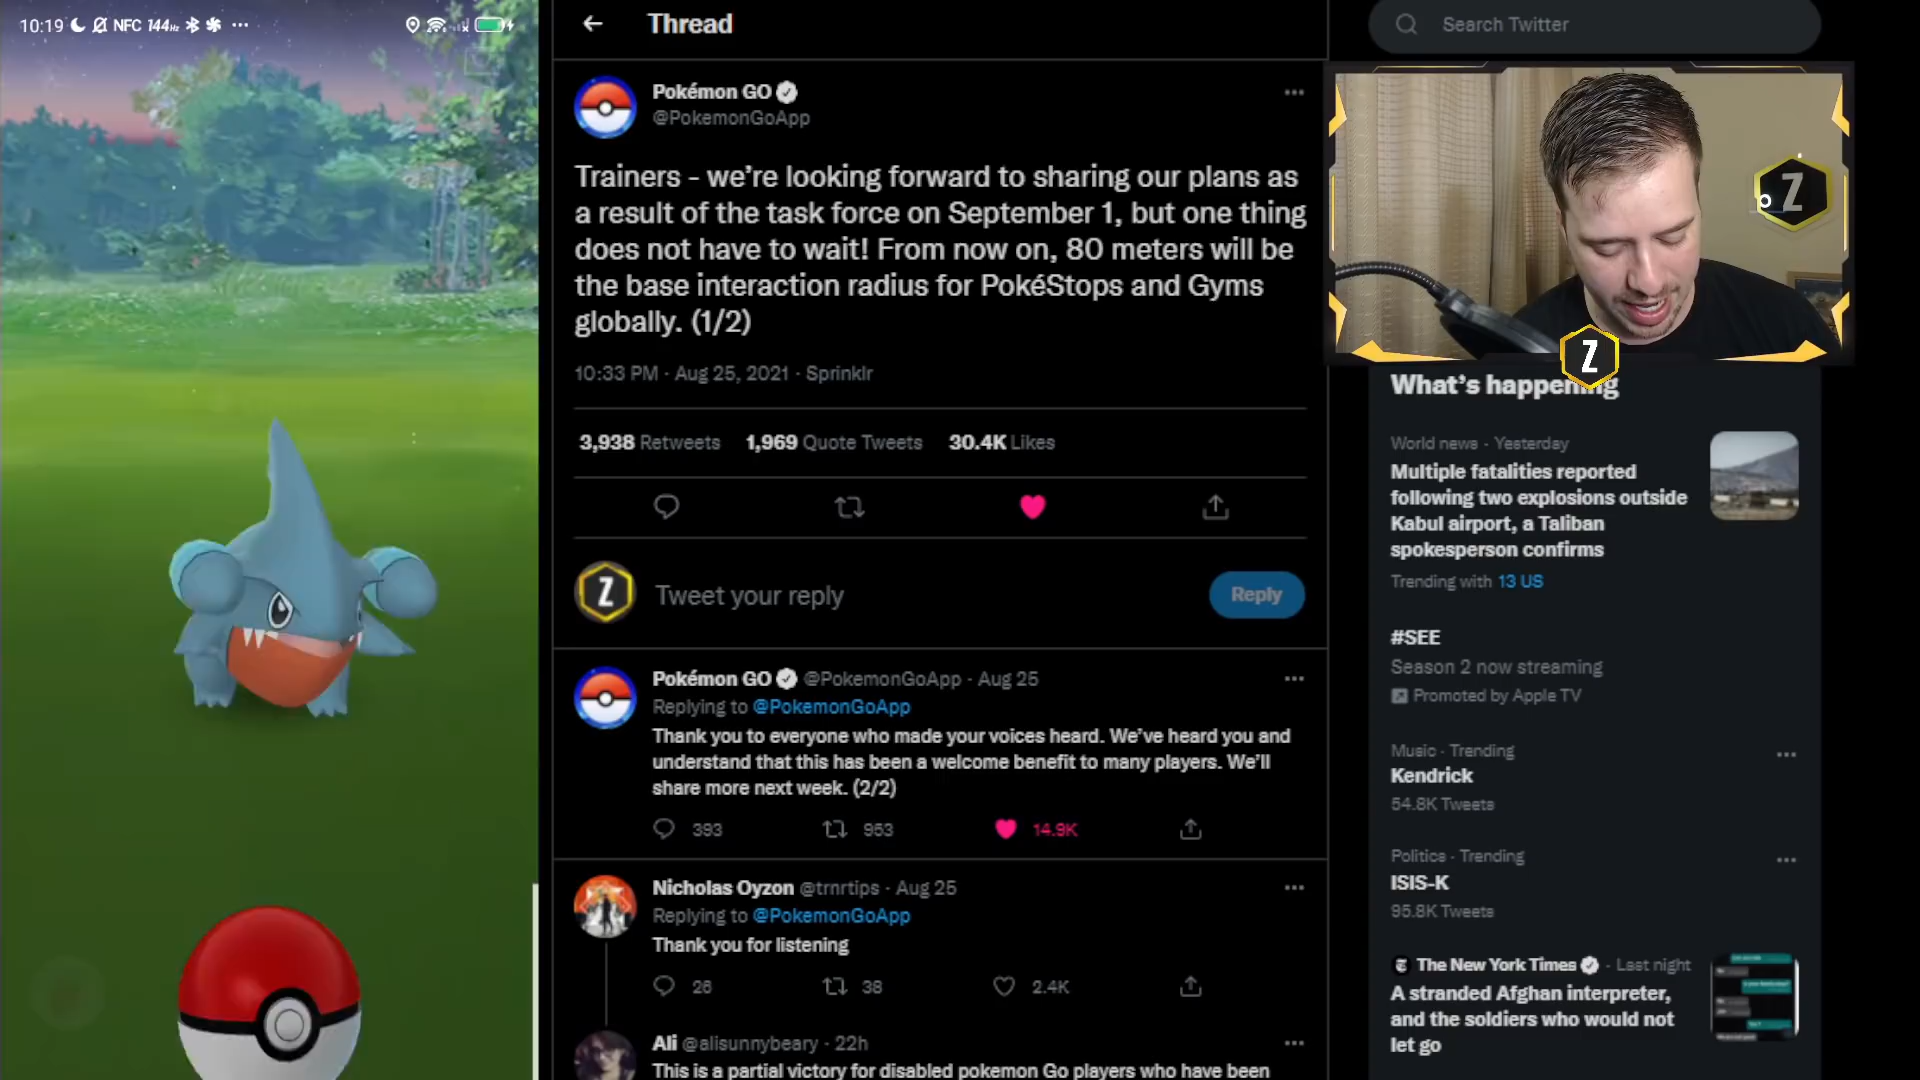 10:19 NFC 144Hz
Thread
Search Twitter
Pokémon GO
@PokemonGoApp
Trainers - we're looking forward to sharing our plans as
a result of the task force on September 1, but one thing
does not have to wait! From now on, 80 meters will be
the base interaction radius for PokéStops and Gyms
globally. (1/2)
10:33 PM · Aug 25, 2021 · Sprinklr
3,938 Retweets 1,969 Quote Tweets 30.4K Likes
Z
Tweet your reply
Reply
Pokémon GO @PokemonGoApp · Aug 25
Replying to @PokemonGoApp
Thank you to everyone who made your voices heard. We've heard you and
understand that this has been a welcome benefit to many players. We'll
share more next week. (2/2)
393 953 14.9K
Nicholas Oyzon @trnrtips · Aug 25
Replying to @PokemonGoApp
Thank you for listening
26 38 2.4K
Ali @alisunnybeary · 22h
This is a partial victory for disabled pokemon Go players who have been
Z
Z
What's happening
World news · Yesterday
Multiple fatalities reported
following two explosions outside
Kabul airport, a Taliban
spokesperson confirms
Trending with 13 US
#SEE
Season 2 now streaming
Promoted by Apple TV
Music · Trending
Kendrick
54.8K Tweets
Politics · Trending
ISIS-K
95.8K Tweets
The New York Times · Last night
A stranded Afghan interpreter,
and the soldiers who would not
let go